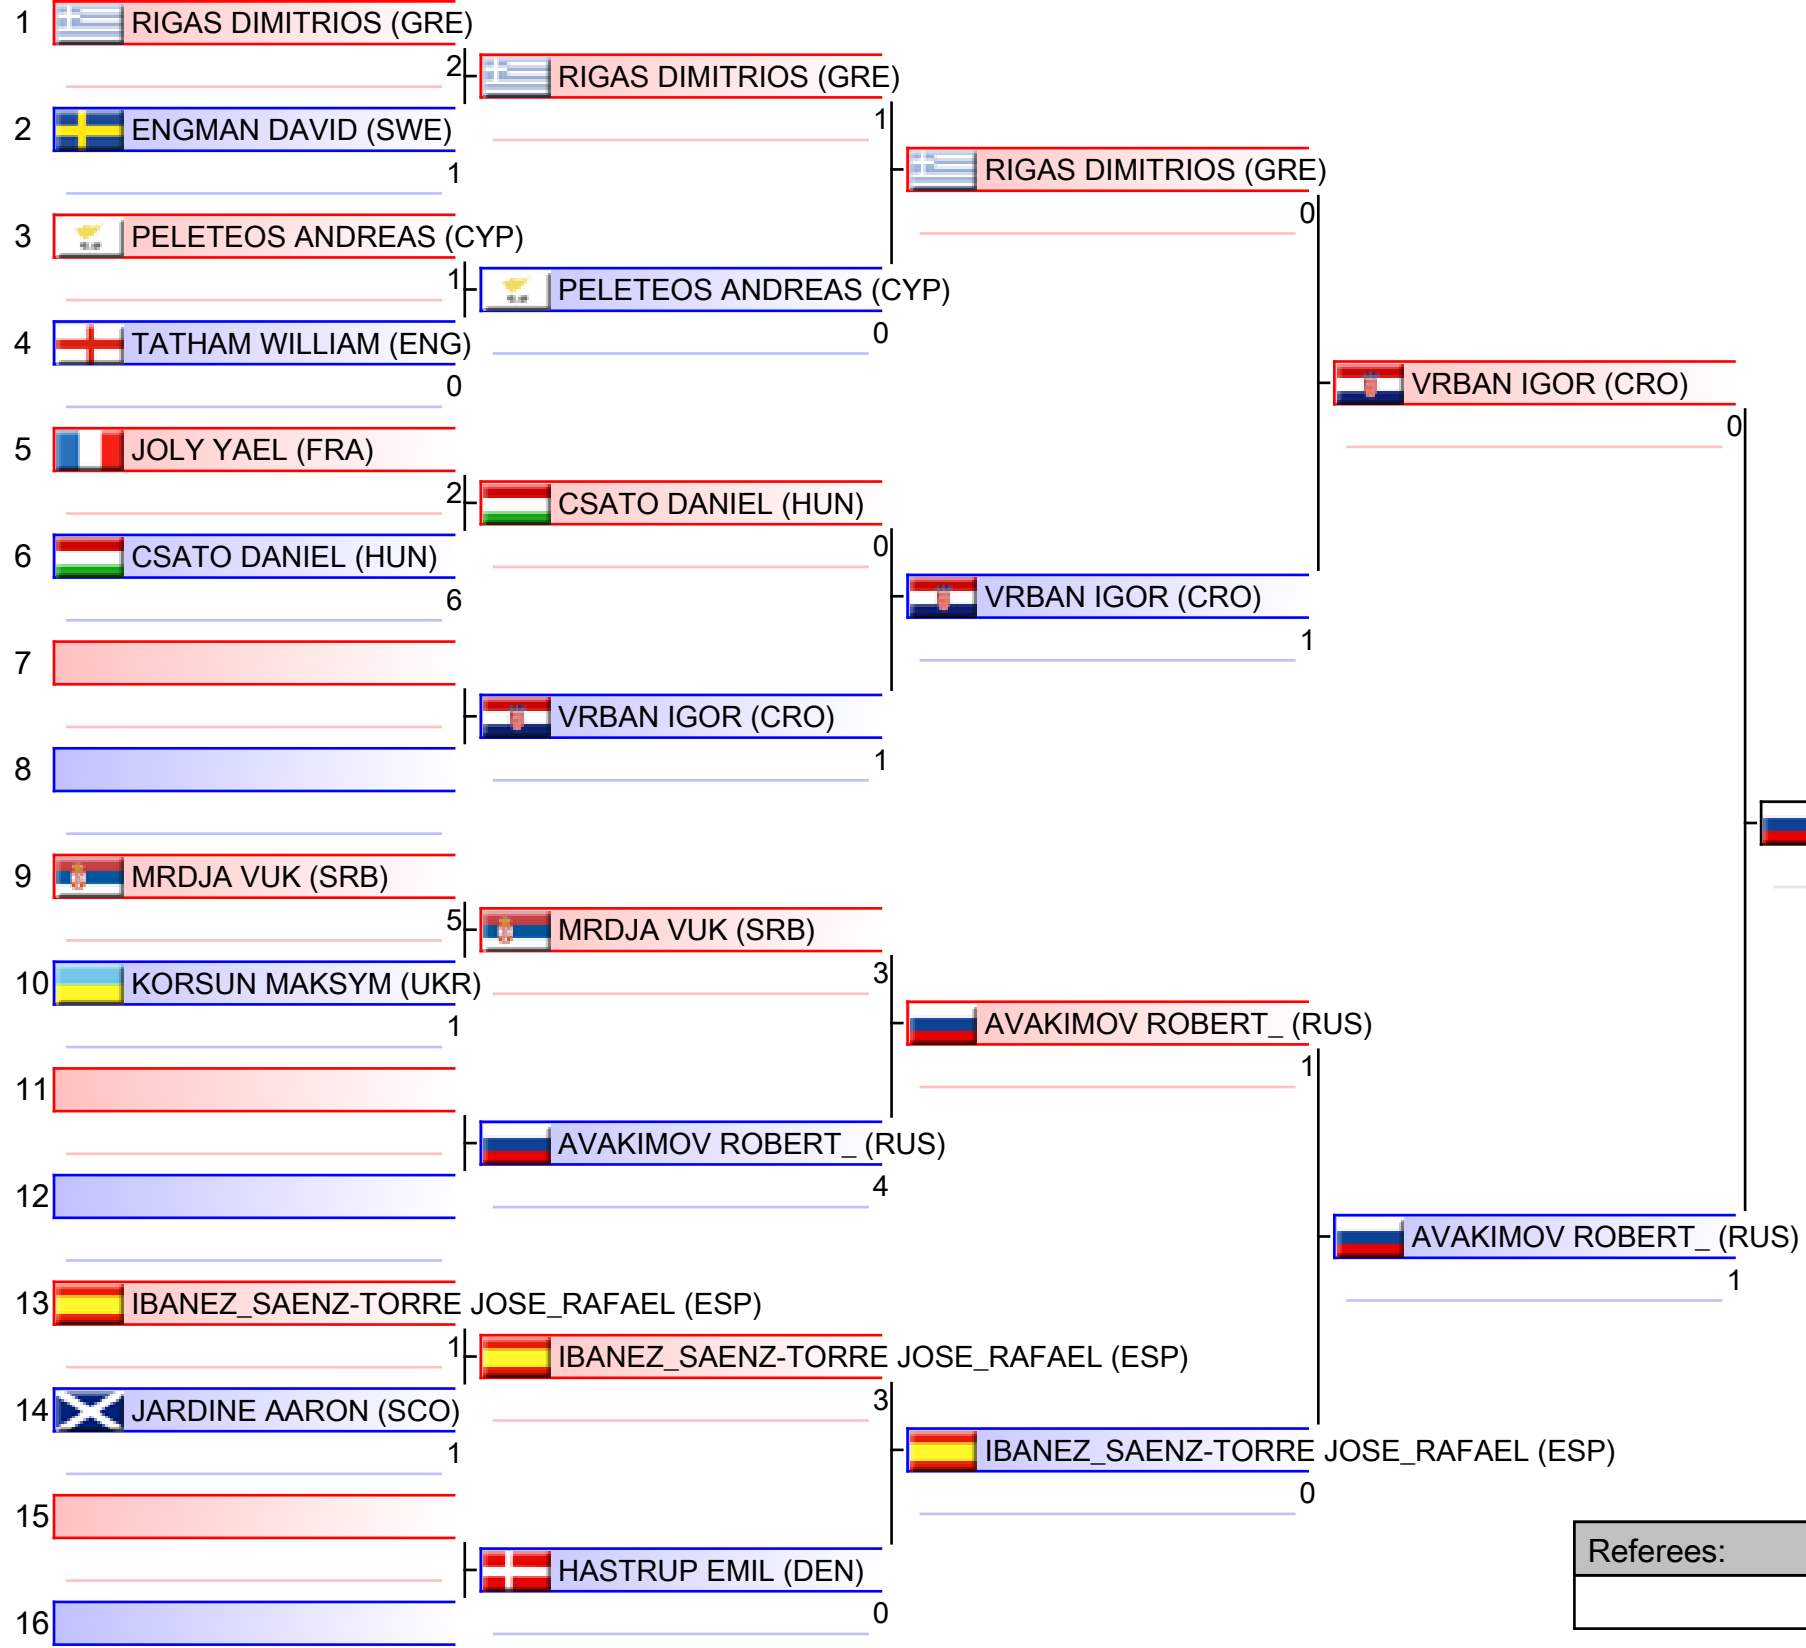 1 RIGAS DIMITRIOS (GRE)
2 RIGAS DIMITRIOS (GRE)
2 ENGMAN DAVID (SWE)
1
1
RIGAS DIMITRIOS (GRE)
0
3 PELETEOS ANDREAS (CYP)
1 PELETEOS ANDREAS (CYP)
0
4 TATHAM WILLIAM (ENG)
0
VRBAN IGOR (CRO)
0
5 JOLY YAEL (FRA)
2 CSATO DANIEL (HUN)
0
6 CSATO DANIEL (HUN)
6
VRBAN IGOR (CRO)
1
7
VRBAN IGOR (CRO)
1
8
9 MRDJA VUK (SRB)
5 MRDJA VUK (SRB)
3
10 KORSUN MAKSYM (UKR)
1
AVAKIMOV ROBERT_ (RUS)
1
11
AVAKIMOV ROBERT_ (RUS)
4
12
AVAKIMOV ROBERT_ (RUS)
1
13 IBANEZ_SAENZ-TORRE JOSE_RAFAEL (ESP)
1 IBANEZ_SAENZ-TORRE JOSE_RAFAEL (ESP)
3
14 JARDINE AARON (SCO)
1
IBANEZ_SAENZ-TORRE JOSE_RAFAEL (ESP)
0
15
HASTRUP EMIL (DEN)
0
16
Referees: